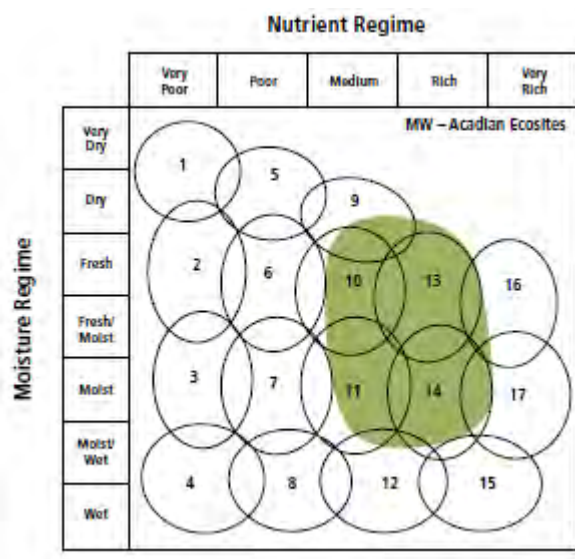 Nutrient Regime
Very Poor
Poor
Medium
Rich
Very Rich
MW – Acadian Ecosites
Moisture Regime
Very Dry
Dry
Fresh
Fresh/ Moist
Moist
Moist/ Wet
Wet
1
5
9
2
6
10
13
16
3
7
11
14
17
4
8
12
15